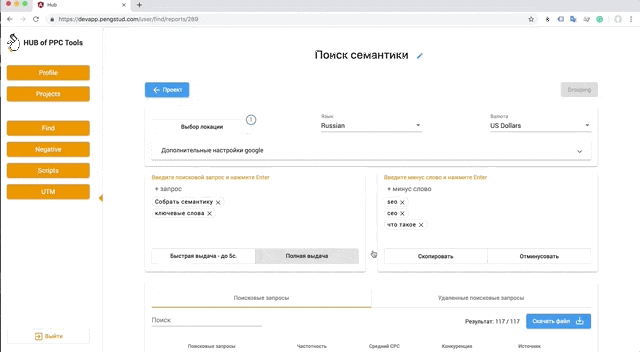 Hub
https://devapp.pengstud.com/user/find/reports/289
HUB of PPC Tools
Profile
Projects
Find
Negative
Scripts
UTM
Выйти
Поиск семантики
Проект
Grouping
Выбор локации
i
Язык
Russian
Валюта
US Dollars
Дополнительные настройки google
Введите поисковой запрос и нажмите Enter
+ запрос
Собрать семантику ×
ключевые слова ×
Быстрая выдача - до 5с.
Полная выдача
Введите минус слово и нажмите Enter
+ минус слово
seo ×
сео ×
что такое ×
Скопировать
Отминусовать
Поисковые запросы
Удаленные поисковые запросы
Поиск
Результат: 117 / 117
Скачать файл
Поисковые запросы
Частотность
Средний CPC
Конкуренция
Источник